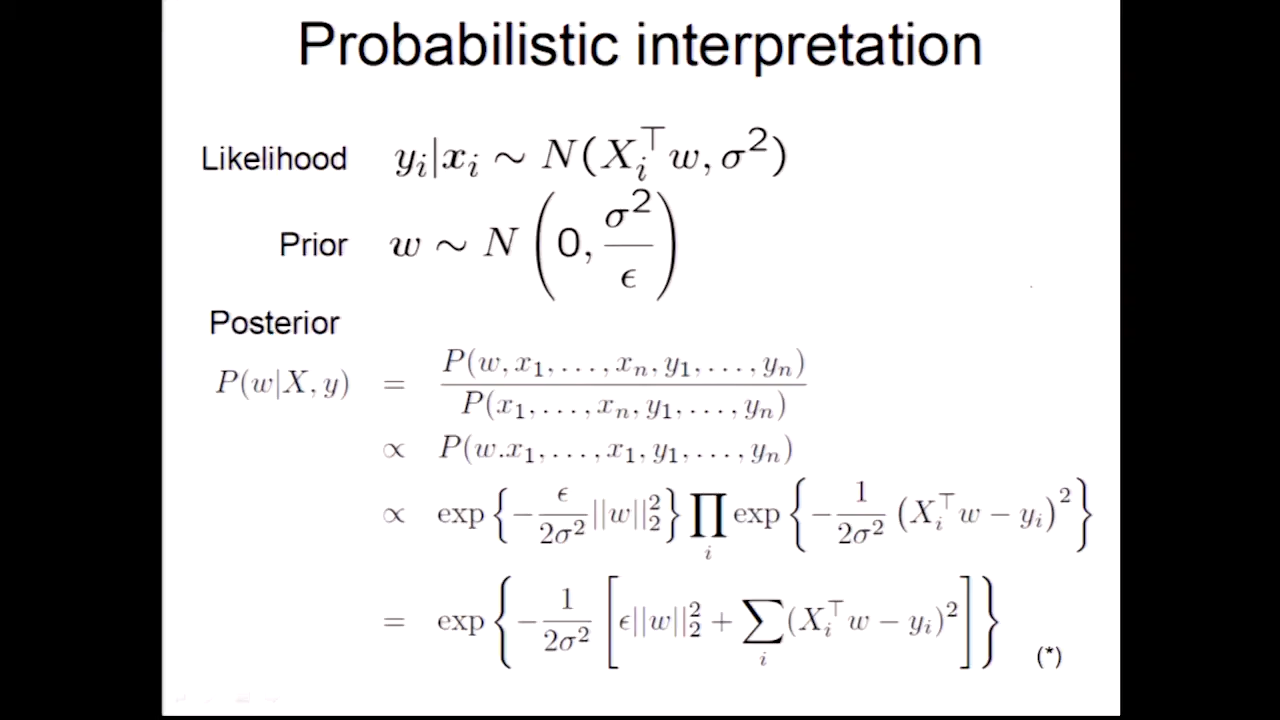 Probabilistic interpretation
Likelihood $y_i|x_i \sim N(X_i^\top w, \sigma^2)$
Prior $w \sim N\left(0, \frac{\sigma^2}{\epsilon}\right)$
Posterior
$P(w|X, y) = \frac{P(w, x_1, \ldots, x_n, y_1, \ldots, y_n)}{P(x_1, \ldots, x_n, y_1, \ldots, y_n)}$
$\propto P(w.x_1, \ldots, x_1, y_1, \ldots, y_n)$
$\propto \exp\left\{-\frac{\epsilon}{2\sigma^2}||w||_2^2\right\} \prod_i \exp\left\{-\frac{1}{2\sigma^2}\left(X_i^\top w - y_i\right)^2\right\}$
$= \exp\left\{-\frac{1}{2\sigma^2}\left[\epsilon||w||_2^2 + \sum_i (X_i^\top w - y_i)^2\right]\right\}$ (*)